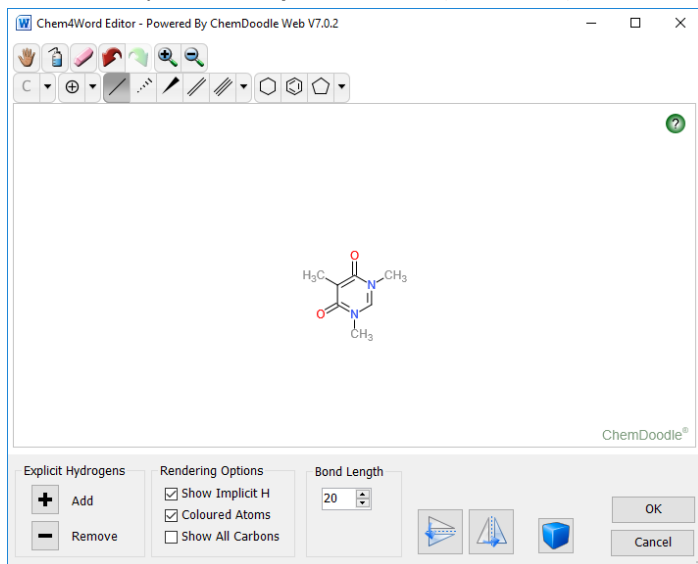 Chem4Word Editor - Powered By ChemDoodle Web V7.0.2
C
?
O
H₃C
N
CH₃
O
N
CH₃
ChemDoodle®
Explicit Hydrogens
Rendering Options
Bond Length
Add
Remove
Show Implicit H
Coloured Atoms
Show All Carbons
20
OK
Cancel